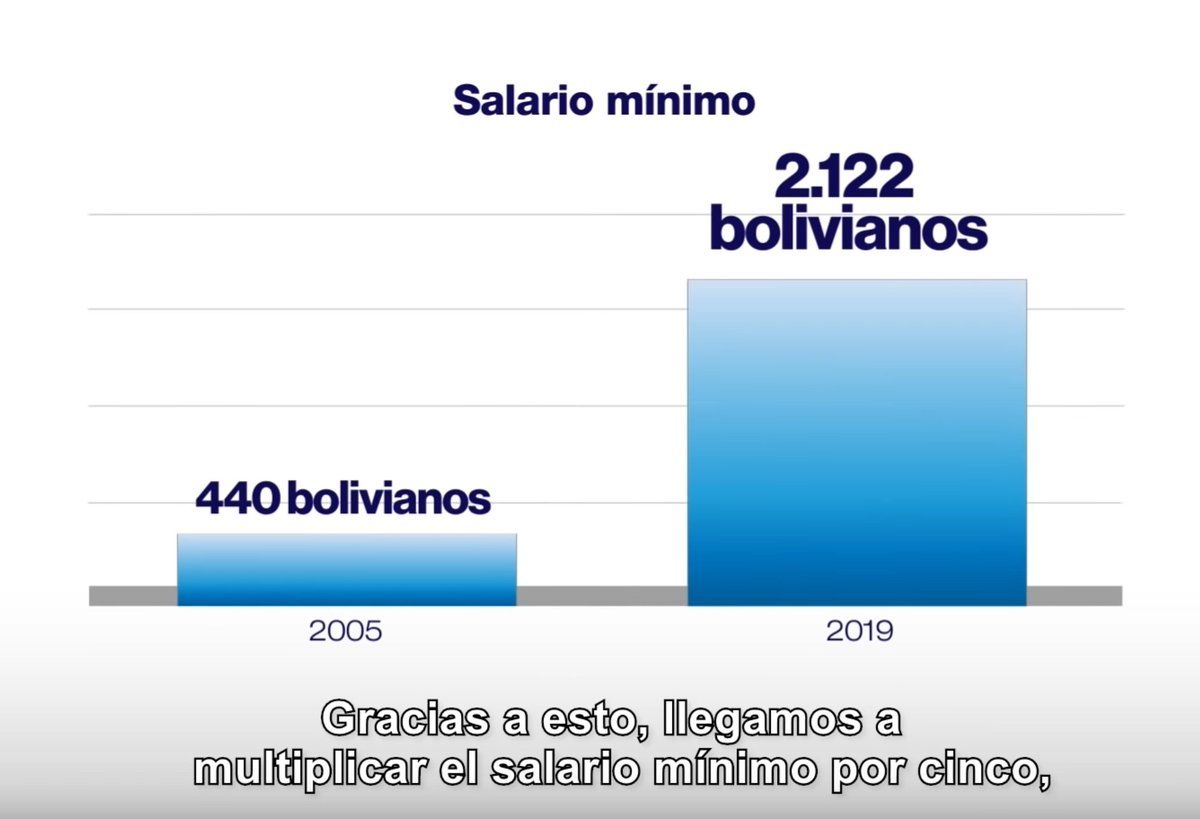 Salario mínimo
2.122
bolivianos
440 bolivianos
2005
2019
Gracias a esto, llegamos a
multiplicar el salario mínimo por cinco,